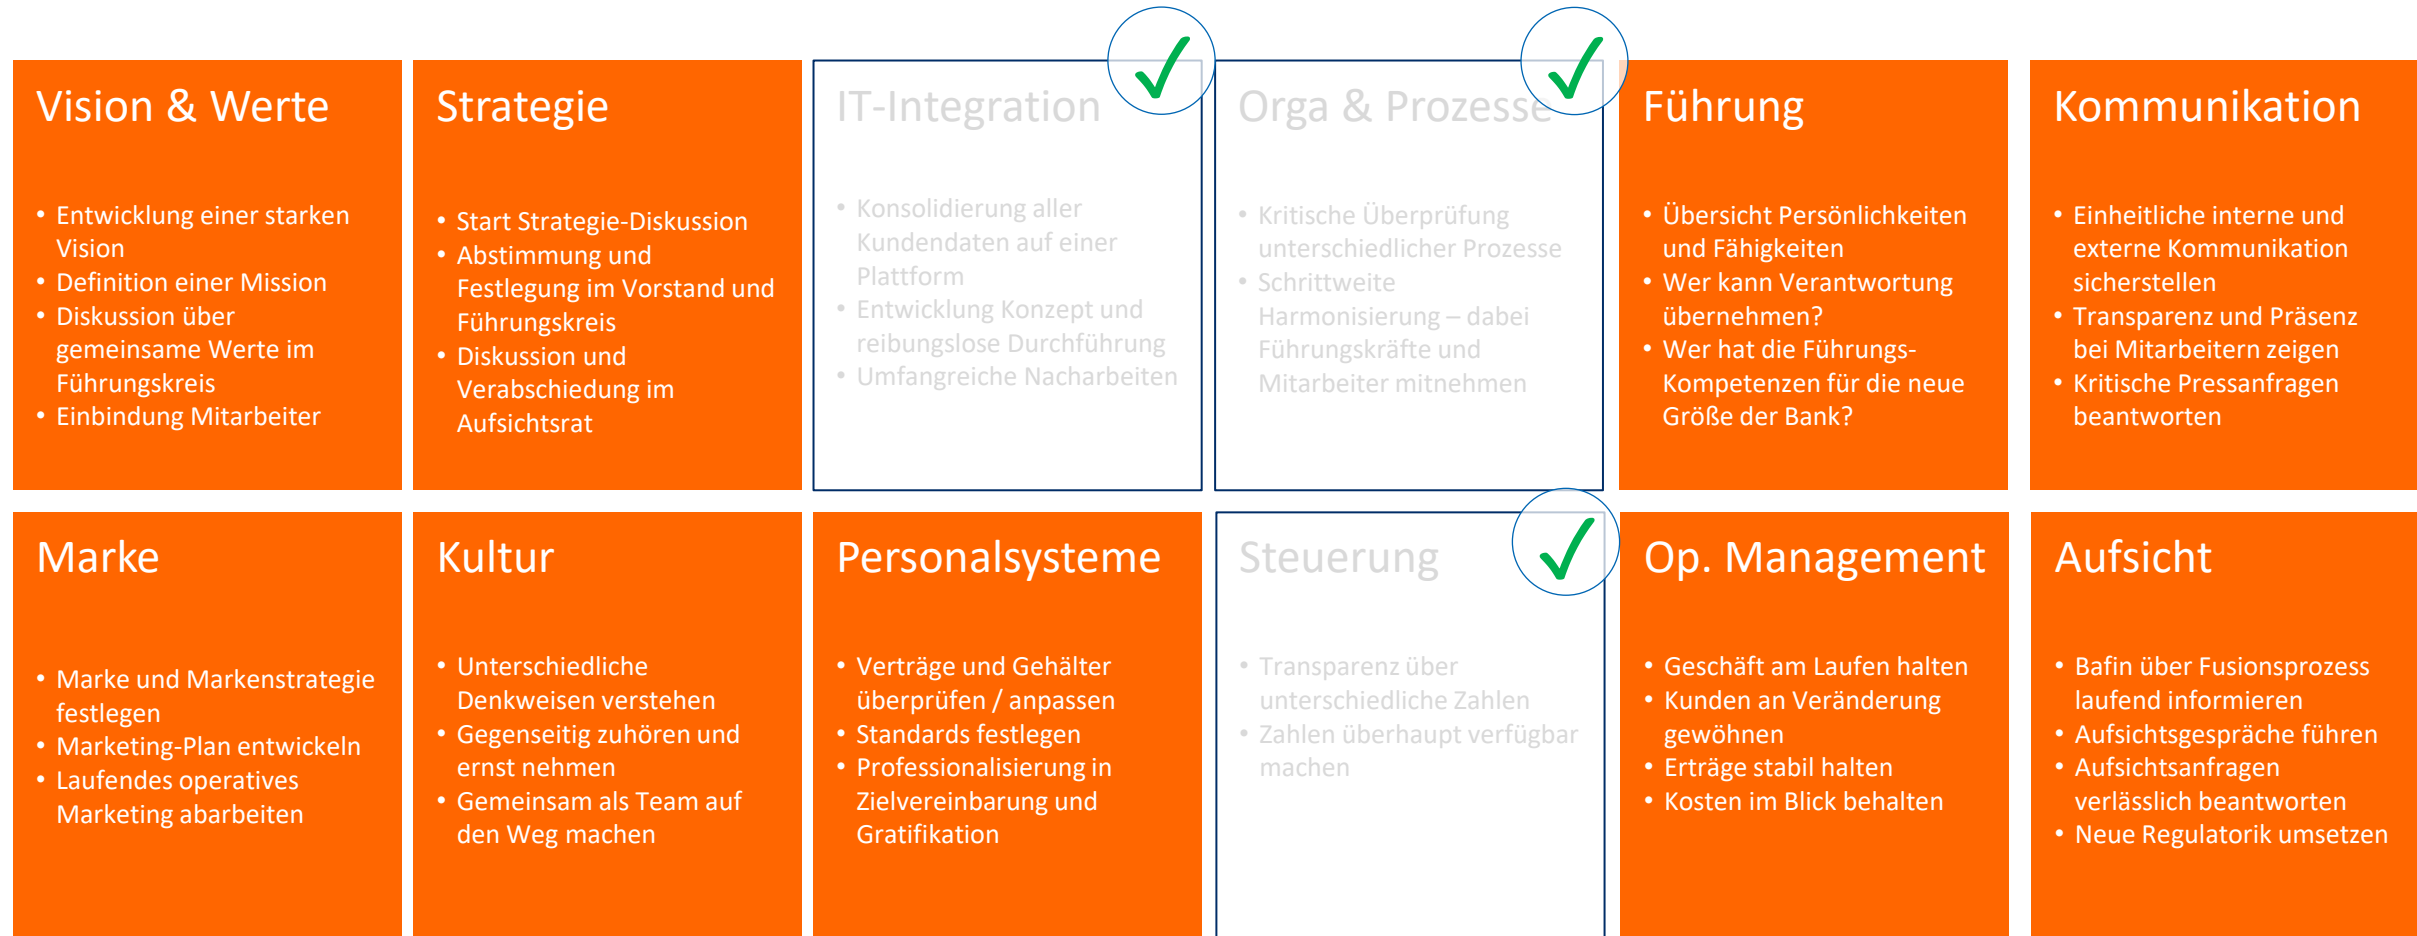 Vision & Werte
• Entwicklung einer starken
Vision
• Definition einer Mission
• Diskussion über
gemeinsame Werte im
Führungskreis
• Einbindung Mitarbeiter
Strategie
• Start Strategie-Diskussion
• Abstimmung und
Festlegung im Vorstand und
Führungskreis
• Diskussion und
Verabschiedung im
Aufsichtsrat
IT-Integration
• Konsolidierung aller
Kundendaten auf einer
Plattform
• Entwicklung Konzept und
reibungslose Durchführung
• Umfangreiche Nacharbeiten
Orga & Prozesse
• Kritische Überprüfung
unterschiedlicher Prozesse
• Schrittweite
Harmonisierung – dabei
Führungskräfte und
Mitarbeiter mitnehmen
Führung
• Übersicht Persönlichkeiten
und Fähigkeiten
• Wer kann Verantwortung
übernehmen?
• Wer hat die Führungs-
Kompetenzen für die neue
Größe der Bank?
Kommunikation
• Einheitliche interne und
externe Kommunikation
sicherstellen
• Transparenz und Präsenz
bei Mitarbeitern zeigen
• Kritische Pressanfragen
beantworten
Marke
• Marke und Markenstrategie
festlegen
• Marketing-Plan entwickeln
• Laufendes operatives
Marketing abarbeiten
Kultur
• Unterschiedliche
Denkweisen verstehen
• Gegenseitig zuhören und
ernst nehmen
• Gemeinsam als Team auf
den Weg machen
Personalsysteme
• Verträge und Gehälter
überprüfen / anpassen
• Standards festlegen
• Professionalisierung in
Zielvereinbarung und
Gratifikation
Steuerung
• Transparenz über
unterschiedliche Zahlen
• Zahlen überhaupt verfügbar
machen
Op. Management
• Geschäft am Laufen halten
• Kunden an Veränderung
gewöhnen
• Erträge stabil halten
• Kosten im Blick behalten
Aufsicht
• Bafin über Fusionsprozess
laufend informieren
• Aufsichtsgespräche führen
• Aufsichtsanfragen
verlässlich beantworten
• Neue Regulatorik umsetzen